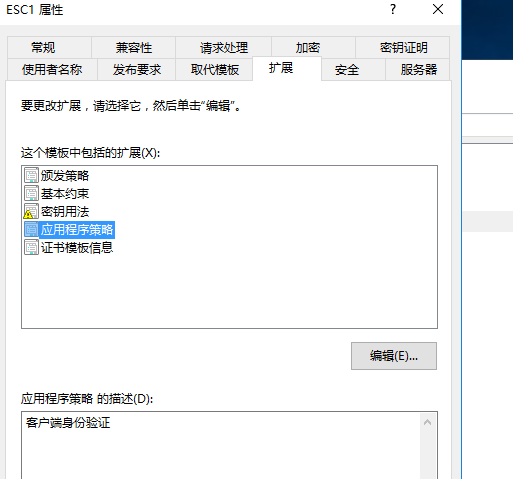 ESC1 属性
常规 兼容性 请求处理 加密 密钥证明
使用者名称 发布要求 取代模板 扩展 安全 服务器
要更改扩展，请选择它，然后单击“编辑”。
这个模板中包括的扩展(X):
颁发策略
基本约束
密钥用法
应用程序策略
证书模板信息
编辑(E)...
应用程序策略 的描述(D):
客户端身份验证